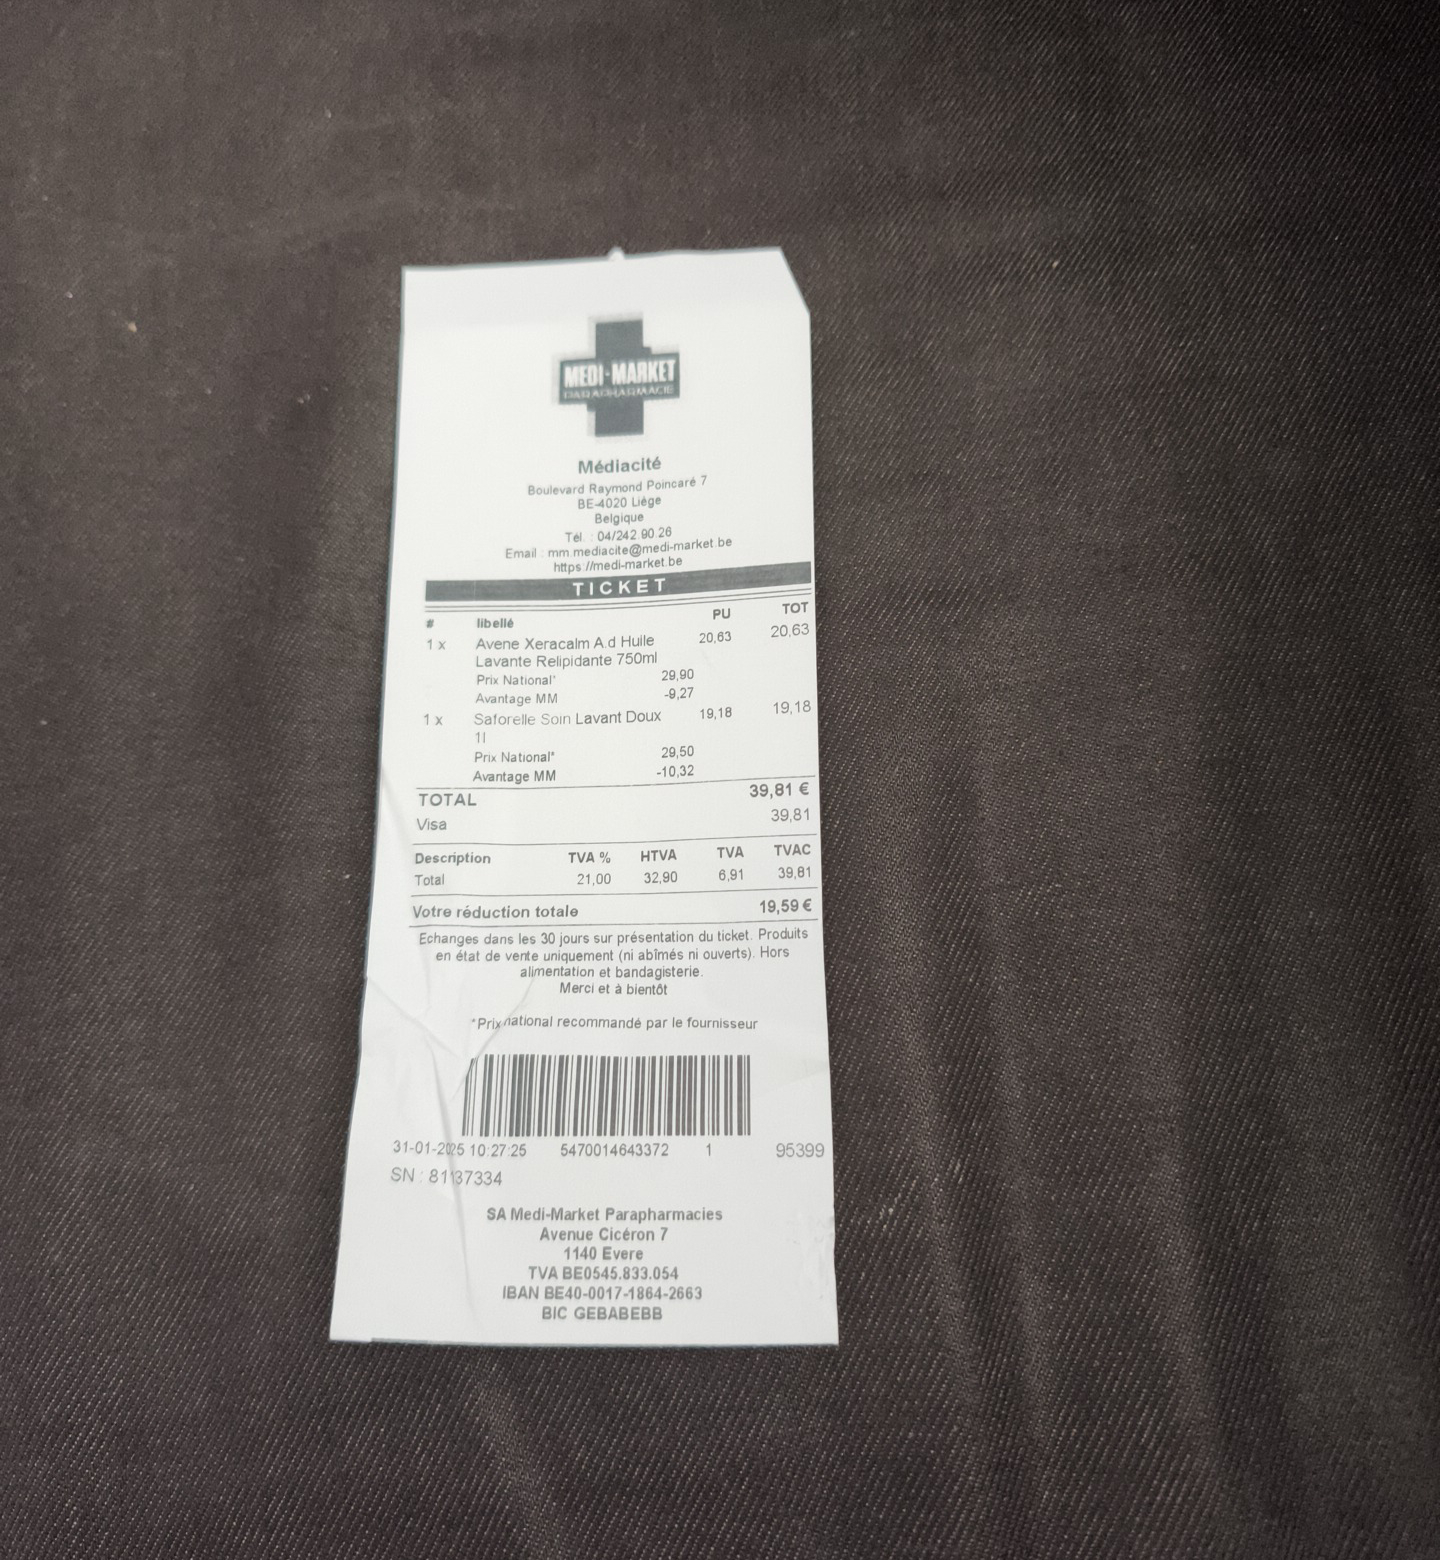 MEDI-MARKET
PARAPHARMACIE
Médiacité
Boulevard Raymond Poincaré 7
BE-4020 Liège
Belgique
Tél. : 04/242.90.26
Email : mm.mediacite@medi-market.be
https://medi-market.be
TICKET
# libellé PU TOT
1 x Avene Xeracalm A.d Huile 20,63 20,63
Lavante Relipidante 750ml
Prix National* 29,90
Avantage MM -9,27
1 x Saforelle Soin Lavant Doux 19,18 19,18
1l
Prix National* 29,50
Avantage MM -10,32
TOTAL 39,81 €
Visa 39,81
Description TVA % HTVA TVA TVAC
Total 21,00 32,90 6,91 39,81
Votre réduction totale 19,59 €
Echanges dans les 30 jours sur présentation du ticket. Produits
en état de vente uniquement (ni abîmés ni ouverts). Hors
alimentation et bandagisterie.
Merci et à bientôt
*Prix national recommandé par le fournisseur
31-01-2025 10:27:25 5470014643372 1 95399
SN : 81137334
SA Medi-Market Parapharmacies
Avenue Cicéron 7
1140 Evere
TVA BE0545.833.054
IBAN BE40-0017-1864-2663
BIC GEBABEBB